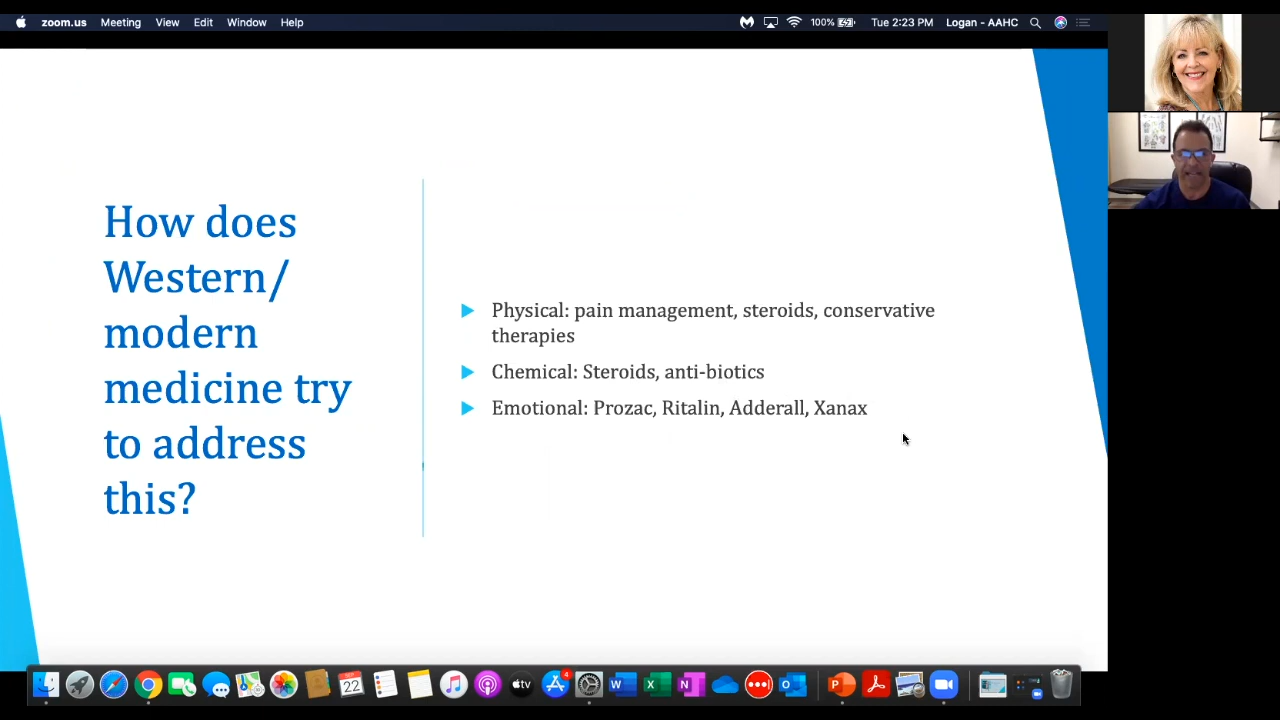 zoom.us Meeting View Edit Window Help 100% Tue 2:23 PM Logan - AAHC
How does
Western/
modern
medicine try
to address
this?
Physical: pain management, steroids, conservative
therapies
Chemical: Steroids, anti-biotics
Emotional: Prozac, Ritalin, Adderall, Xanax
4
22
tv
W
X
N
O
P